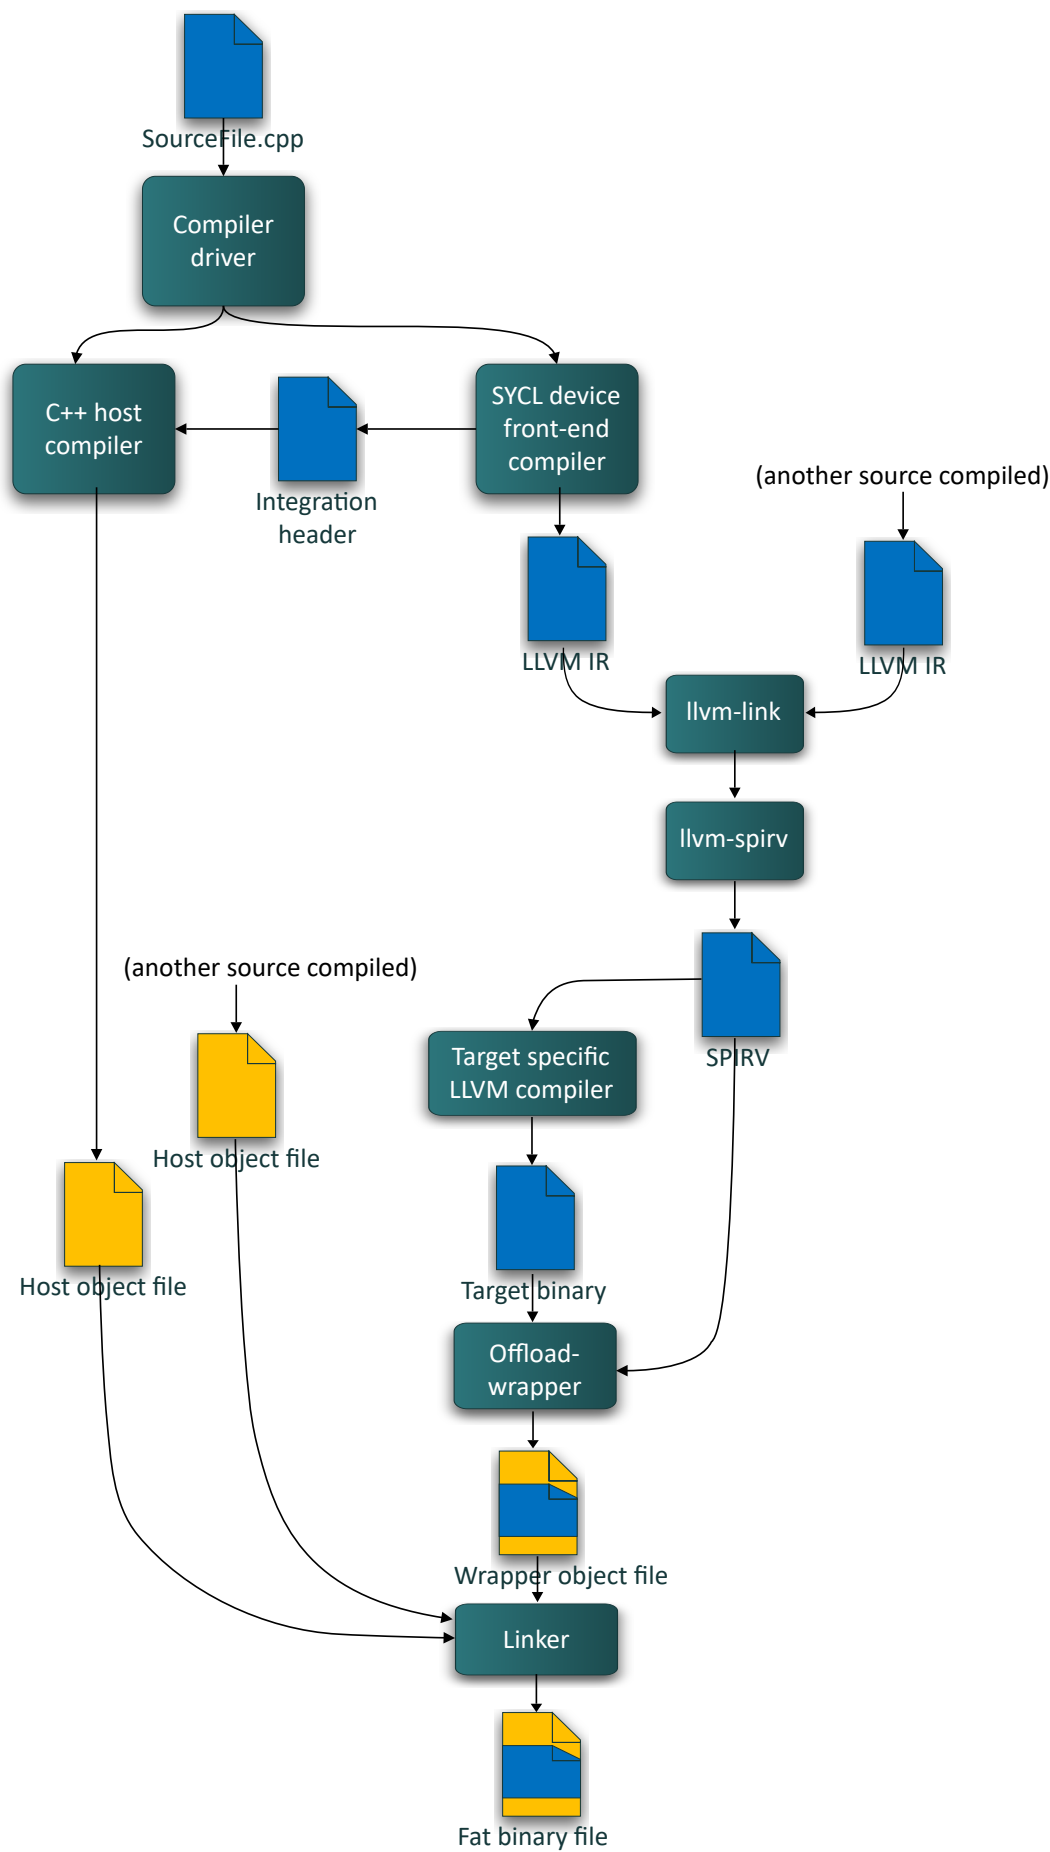 SourceFile.cpp
Compiler
driver
C++ host
compiler
Integration
header
SYCL device
front-end
compiler
(another source compiled)
LLVM IR
LLVM IR
llvm-link
llvm-spirv
(another source compiled)
SPIRV
Target specific
LLVM compiler
Host object file
Host object file
Target binary
Offload-
wrapper
Wrapper object file
Linker
Fat binary file